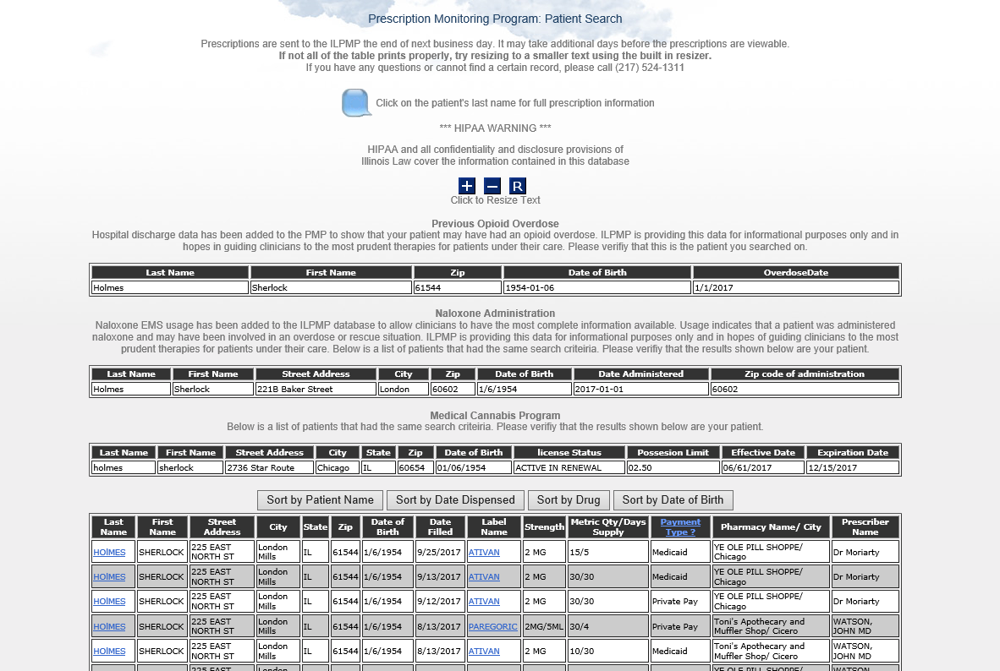 Prescription Monitoring Program: Patient Search
Prescriptions are sent to the ILPMP the end of next business day. It may take additional days before the prescriptions are viewable.
If not all of the table prints properly, try resizing to a smaller text using the built in resizer.
If you have any questions or cannot find a certain record, please call (217) 524-1311
Click on the patient's last name for full prescription information
*** HIPAA WARNING ***
HIPAA and all confidentiality and disclosure provisions of
Illinois Law cover the information contained in this database
+ − R
Click to Resize Text
Previous Opioid Overdose
Hospital discharge data has been added to the PMP to show that your patient may have had an opioid overdose. ILPMP is providing this data for informational purposes only and in
hopes in guiding clinicians to the most prudent therapies for patients under their care. Please verifiy that this is the patient you searched on.
Last Name First Name Zip Date of Birth OverdoseDate
Holmes Sherlock 61544 1954-01-06 1/1/2017
Naloxone Administration
Naloxone EMS usage has been added to the ILPMP database to allow clinicians to have the most complete information available. Usage indicates that a patient was administered
naloxone and may have been involved in an overdose or rescue situation. ILPMP is providing this data for informational purposes only and in hopes of guiding clinicians to the most
prudent therapies for patients under their care. Below is a list of patients that had the same search criteiria. Please verifiy that the results shown below are your patient.
Last Name First Name Street Address City Zip Date of Birth Date Administered Zip code of administration
Holmes Sherlock 221B Baker Street London 60602 1/6/1954 2017-01-01 60602
Medical Cannabis Program
Below is a list of patients that had the same search criteiria. Please verifiy that the results shown below are your patient.
Last Name First Name Street Address City State Zip Date of Birth license Status Possesion Limit Effective Date Expiration Date
holmes sherlock 2736 Star Route Chicago IL 60654 01/06/1954 ACTIVE IN RENEWAL 02.50 06/61/2017 12/15/2017
Sort by Patient Name Sort by Date Dispensed Sort by Drug Sort by Date of Birth
Last Name First Name Street Address City State Zip Date of Birth Date Filled Label Name Strength Metric Qty/Days Supply Payment Type ? Pharmacy Name/ City Prescriber Name
HOlMES SHERLOCK 225 EAST NORTH ST London Mills IL 61544 1/6/1954 9/25/2017 ATIVAN 2 MG 15/5 Medicaid YE OLE PILL SHOPPE/ Chicago Dr Moriarty
HOlMES SHERLOCK 225 EAST NORTH ST London Mills IL 61544 1/6/1954 9/13/2017 ATIVAN 2 MG 30/30 Medicaid YE OLE PILL SHOPPE/ Chicago Dr Moriarty
HOlMES SHERLOCK 225 EAST NORTH ST London Mills IL 61544 1/6/1954 9/12/2017 ATIVAN 2 MG 30/30 Private Pay YE OLE PILL SHOPPE/ Chicago Dr Moriarty
HOlMES SHERLOCK 225 EAST NORTH ST London Mills IL 61544 1/6/1954 8/13/2017 PAREGORIC 2MG/5ML 30/4 Private Pay Toni's Apothecary and Muffler Shop/ Cicero WATSON, JOHN MD
HOlMES SHERLOCK 225 EAST NORTH ST London Mills IL 61544 1/6/1954 8/13/2017 ATIVAN 2 MG 10/30 Medicaid Toni's Apothecary and Muffler Shop/ Cicero WATSON, JOHN MD
225 EAST London YE OLE PILL SHOPPE/ WATSON,